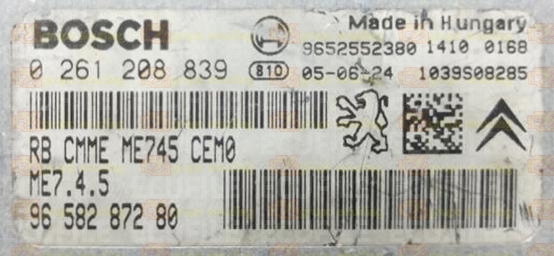 BOSCH
Made in Hungary
9652552380 1410 0168
0 261 208 839
810 05-06-24 1039S08285
RB CMME ME745 CEM0
ME7.4.5
96 582 872 80